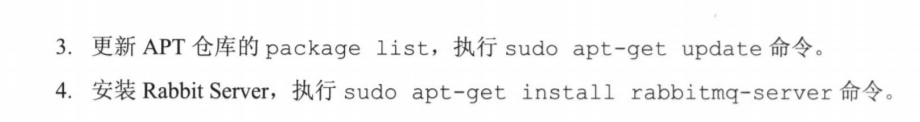 3. 更新 APT 仓库的 package list，执行 sudo apt-get update 命令。
4. 安装 Rabbit Server，执行 sudo apt-get install rabbitmq-server 命令。